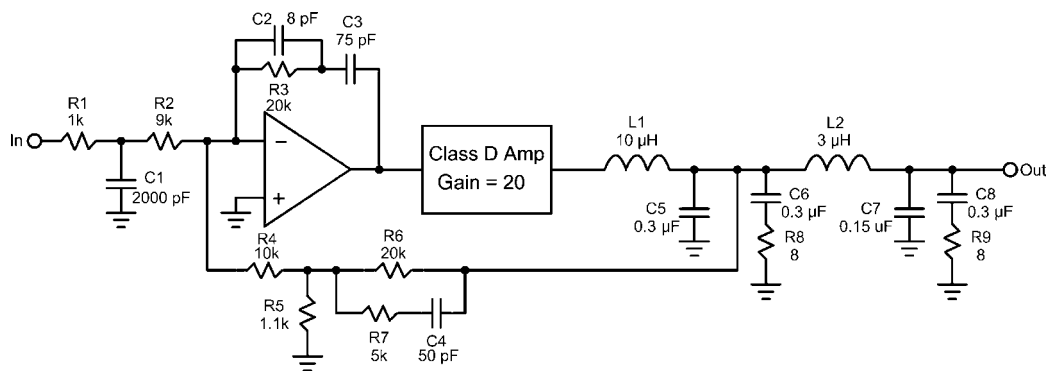 C2
8 pF
C3
75 pF
R3
20k
R1
1k
R2
9k
In
C1
2000 pF
−
+
Class D Amp
Gain = 20
L1
10 µH
L2
3 µH
Out
C5
0.3 µF
C6
0.3 µF
R8
8
C7
0.15 uF
C8
0.3 µF
R9
8
R4
10k
R6
20k
R5
1.1k
R7
5k
C4
50 pF